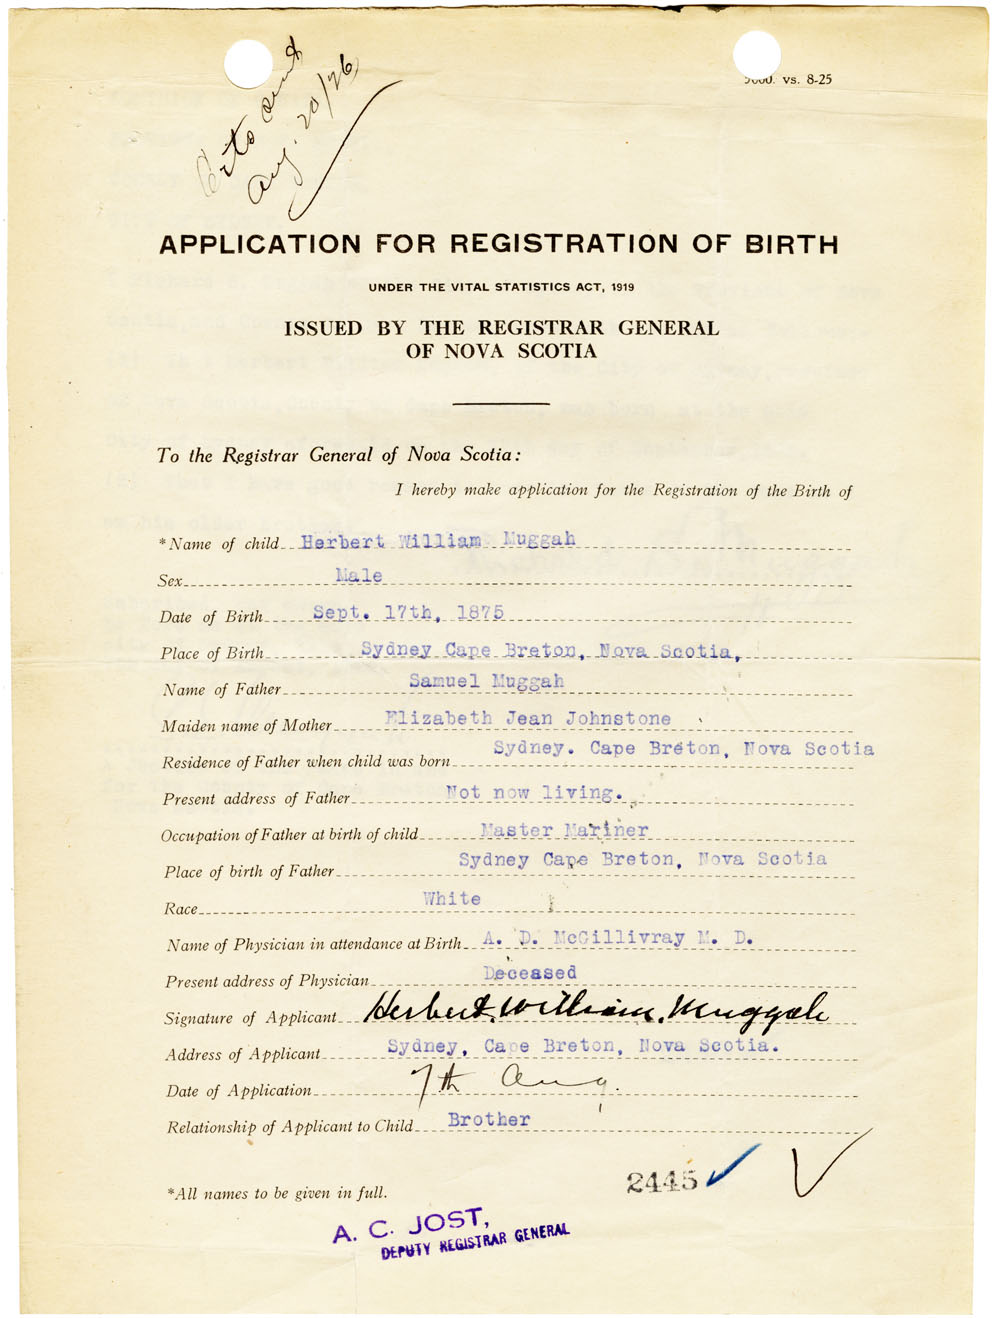 Aug. 20/26
vs. 8-25
APPLICATION FOR REGISTRATION OF BIRTH
UNDER THE VITAL STATISTICS ACT, 1919
ISSUED BY THE REGISTRAR GENERAL
OF NOVA SCOTIA
To the Registrar General of Nova Scotia:
I hereby make application for the Registration of the Birth of
*Name of child Herbert William Muggah
Sex Male
Date of Birth Sept. 17th, 1875
Place of Birth Sydney Cape Breton, Nova Scotia,
Name of Father Samuel Muggah
Maiden name of Mother Elizabeth Jean Johnstone
Residence of Father when child was born Sydney. Cape Breton, Nova Scotia
Present address of Father Not now living.
Occupation of Father at birth of child Master Mariner
Place of birth of Father Sydney Cape Breton, Nova Scotia
Race White
Name of Physician in attendance at Birth A. D. McGillivray M. D.
Present address of Physician Deceased
Signature of Applicant Herbert William Muggah
Address of Applicant Sydney, Cape Breton, Nova Scotia.
Date of Application 7th Aug.
Relationship of Applicant to Child Brother
2445
*All names to be given in full.
A. C. JOST,
DEPUTY REGISTRAR GENERAL